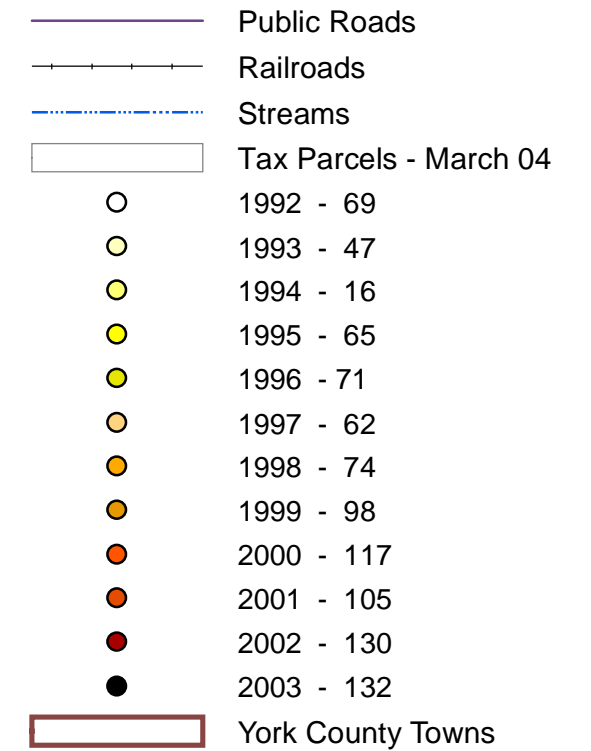 Public Roads
Railroads
Streams
Tax Parcels - March 04
1992 - 69
1993 - 47
1994 - 16
1995 - 65
1996 - 71
1997 - 62
1998 - 74
1999 - 98
2000 - 117
2001 - 105
2002 - 130
2003 - 132
York County Towns